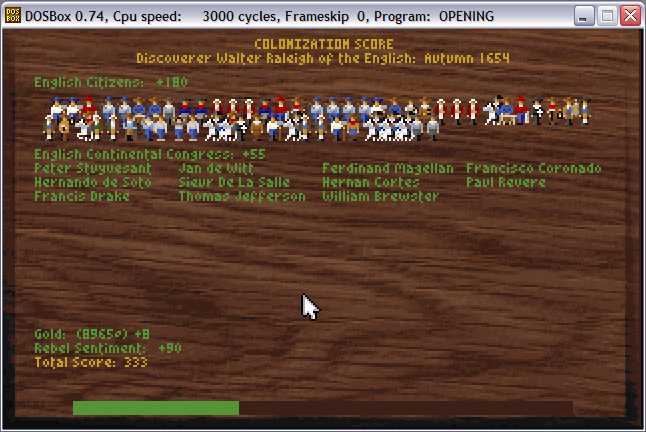 DOS BOX DOSBox 0.74, Cpu speed: 3000 cycles, Frameskip 0, Program: OPENING
COLONIZATION SCORE
Discoverer Walter Raleigh of the English: Autumn 1654
English Citizens: +180
English Continental Congress: +55
Peter Stuyvesant Jan de Witt Ferdinand Magellan Francisco Coronado
Hernando de Soto Sieur De La Salle Hernan Cortes Paul Revere
Francis Drake Thomas Jefferson William Brewster
Gold: (8965¢) +8
Rebel Sentiment: +90
Total Score: 333